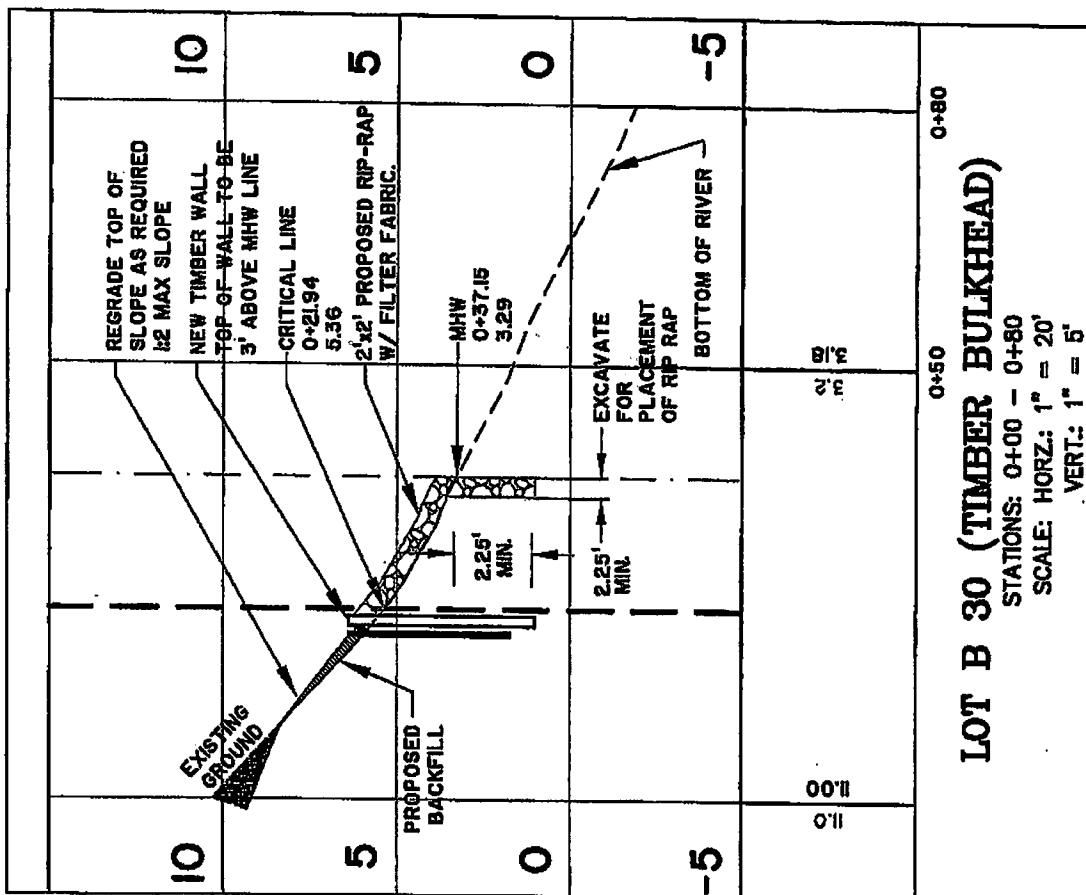 10
5
0
-5
REGRADE TOP OF
SLOPE AS REQUIRED
1:2 MAX SLOPE
NEW TIMBER WALL
TOP OF WALL TO BE
3' ABOVE MHW LINE
CRITICAL LINE
0+21.94
5.36
2'x2' PROPOSED RIP-RAP
W/ FILTER FABRIC.
MHW
0+37.15
3.29
EXCAVATE
FOR
PLACEMENT
OF RIP RAP
BOTTOM OF RIVER
EXISTING
GROUND
PROPOSED
BACKFILL
2.25'
MIN.
2.25'
MIN.
10
5
0
-5
11.0
11.00
3.18
0+50
0+80
LOT B 30 (TIMBER BULKHEAD)
STATIONS: 0+00 - 0+80
SCALE: HORZ.: 1" = 20'
VERT.: 1" = 5'